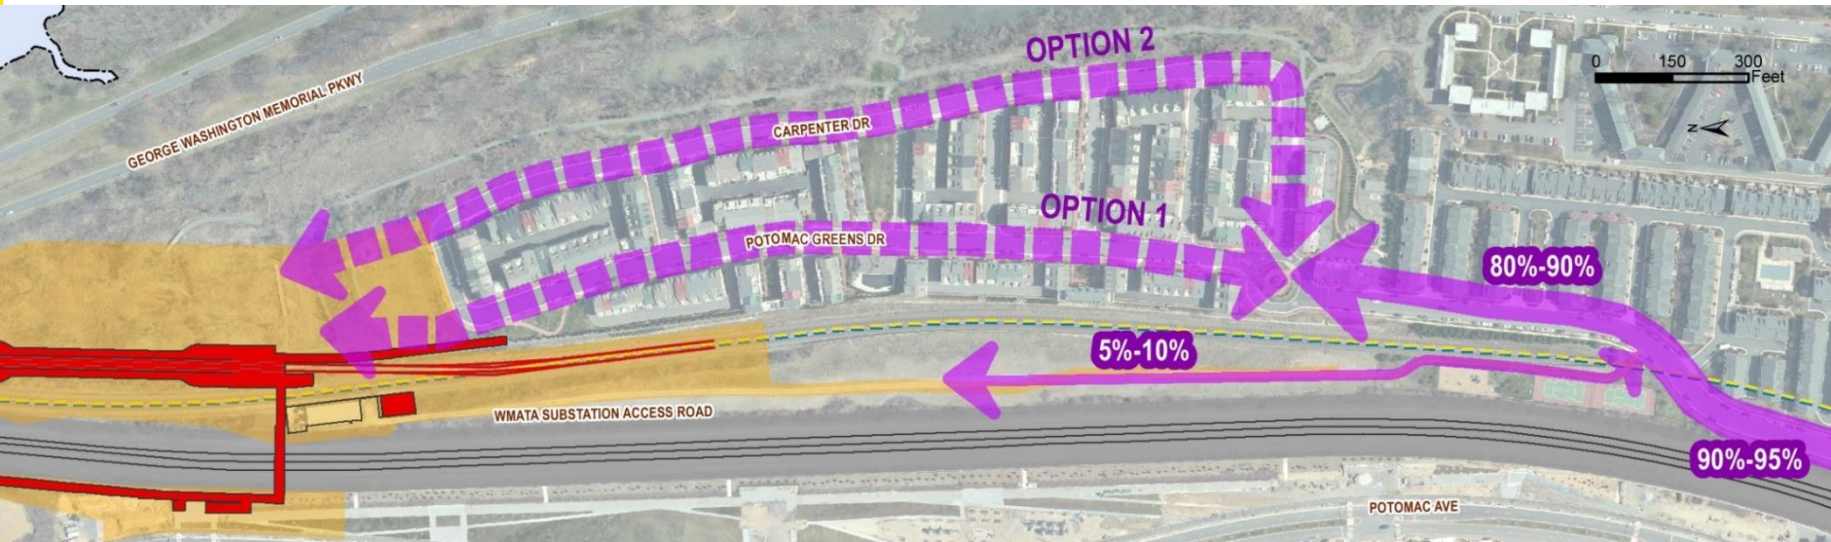 OPTION 2
0 150 300
Feet
GEORGE WASHINGTON MEMORIAL PKWY
CARPENTER DR
N
OPTION 1
POTOMAC GREENS DR
80%-90%
5%-10%
WMATA SUBSTATION ACCESS ROAD
90%-95%
POTOMAC AVE